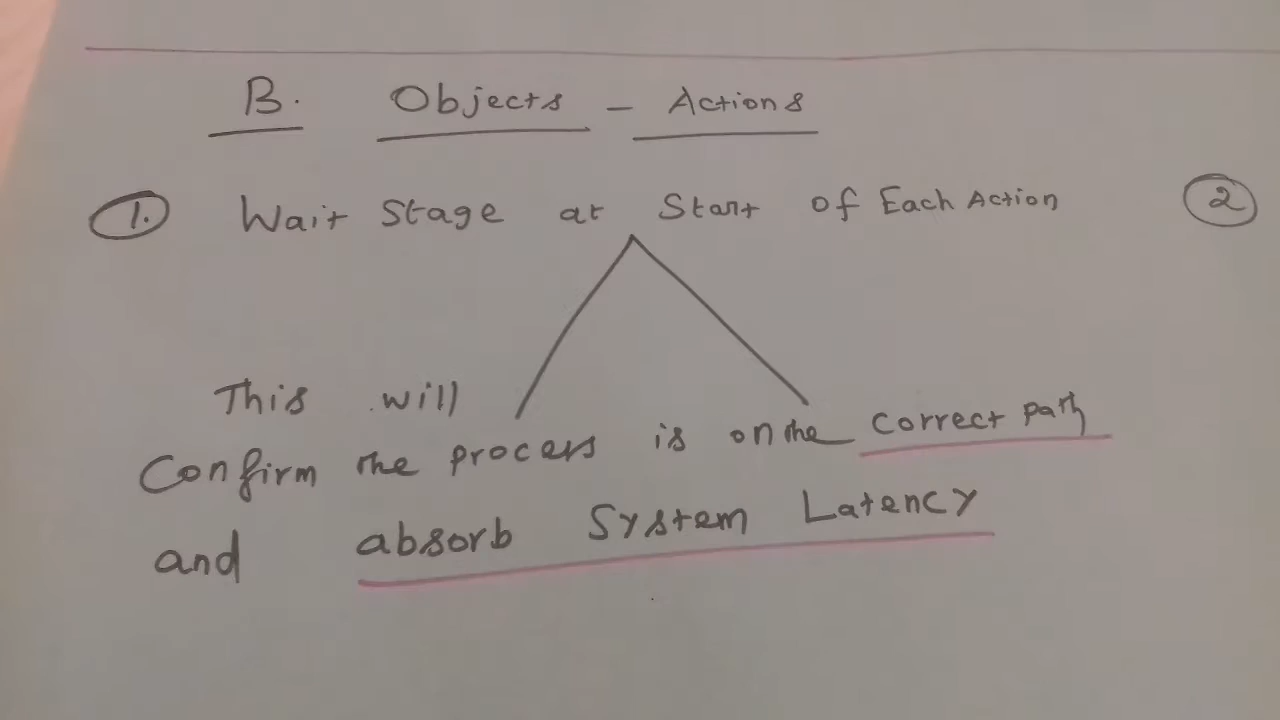 B. Objects - Actions
1. Wait Stage at Start of Each Action 2
This will
Confirm the process is on the correct path
and absorb System Latency